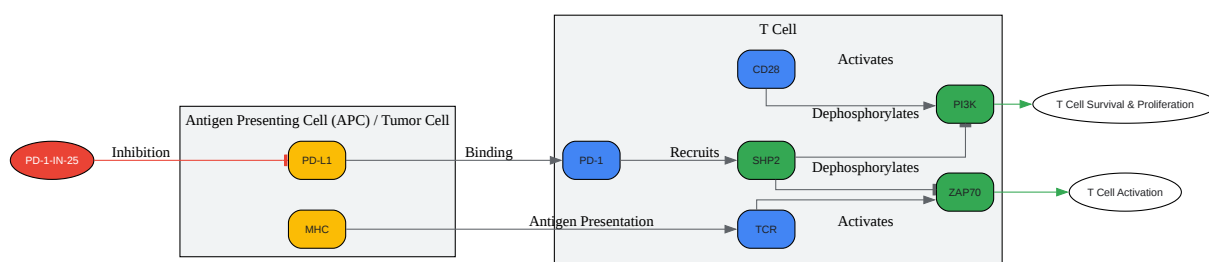 T Cell
CD28
Activates
PI3K
T Cell Survival & Proliferation
Dephosphorylates
Antigen Presenting Cell (APC) / Tumor Cell
PD-1-IN-25
Inhibition
PD-L1
Binding
PD-1
Recruits
SHP2
Dephosphorylates
ZAP70
T Cell Activation
MHC
Antigen Presentation
TCR
Activates